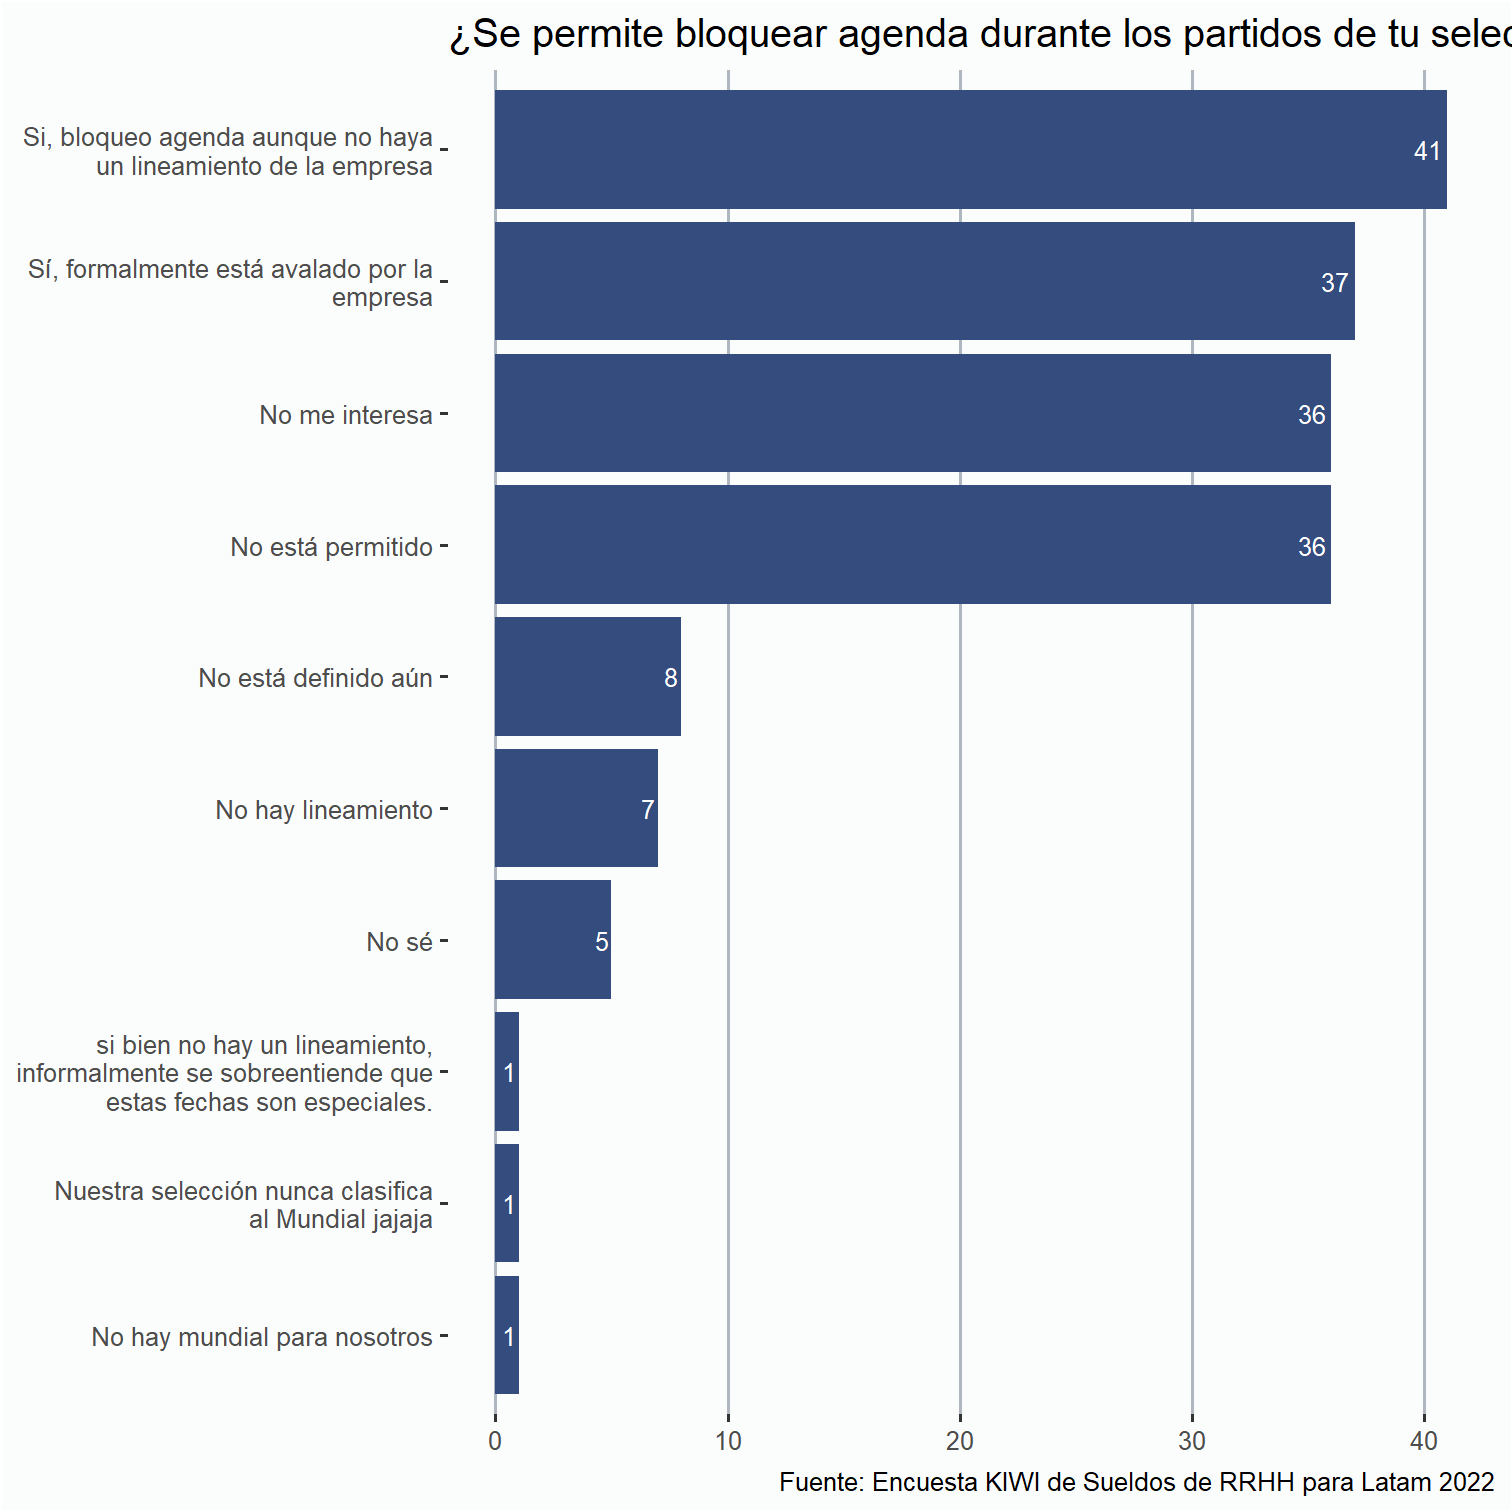 ¿Se permite bloquear agenda durante los partidos de tu selec
Si, bloqueo agenda aunque no haya
un lineamiento de la empresa
41
Sí, formalmente está avalado por la
empresa
37
No me interesa
36
No está permitido
36
No está definido aún
8
No hay lineamiento
7
No sé
5
si bien no hay un lineamiento,
informalmente se sobreentiende que
estas fechas son especiales.
1
Nuestra selección nunca clasifica
al Mundial jajaja
1
No hay mundial para nosotros
1
0 10 20 30 40
Fuente: Encuesta KIWI de Sueldos de RRHH para Latam 2022